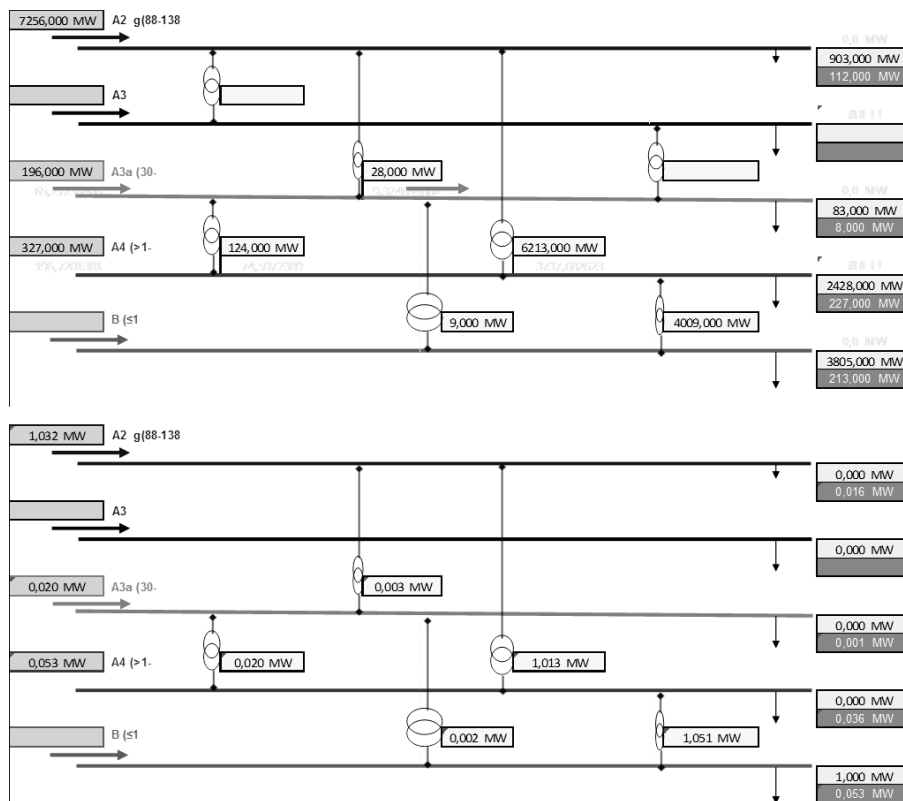 7256,000 MW A2 g(88-138
0,0 MW
903,000 MW
112,000 MW
A3
196,000 MW A3a (30- 28,000 MW
0,0 MW
83,000 MW
8,000 MW
327,000 MW A4 (>1- 124,000 MW 6213,000 MW
2428,000 MW
227,000 MW
B (≤1 9,000 MW 4009,000 MW
0,0 MW
3805,000 MW
213,000 MW
1,032 MW A2 g(88-138
0,000 MW
0,016 MW
A3
0,000 MW
0,020 MW A3a (30- 0,003 MW
0,000 MW
0,001 MW
0,053 MW A4 (>1- 0,020 MW 1,013 MW
0,000 MW
0,036 MW
B (≤1 0,002 MW 1,051 MW
1,000 MW
0,053 MW